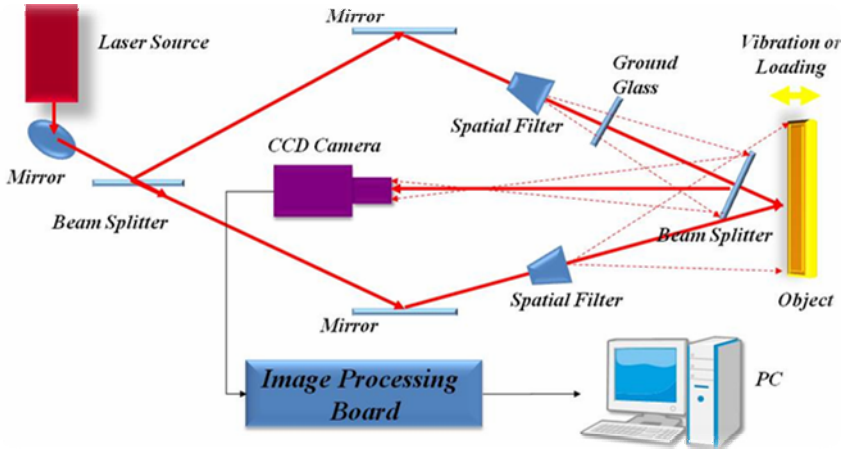 Laser Source
Mirror
Mirror
Beam Splitter
CCD Camera
Spatial Filter
Ground
Glass
Vibration or
Loading
Beam Splitter
Mirror
Spatial Filter
Object
Image Processing
Board
PC